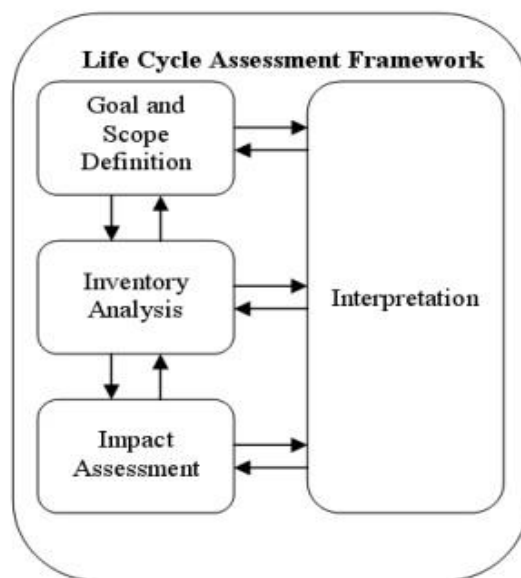 Life Cycle Assessment Framework
Goal and
Scope
Definition
Inventory
Analysis
Interpretation
Impact
Assessment